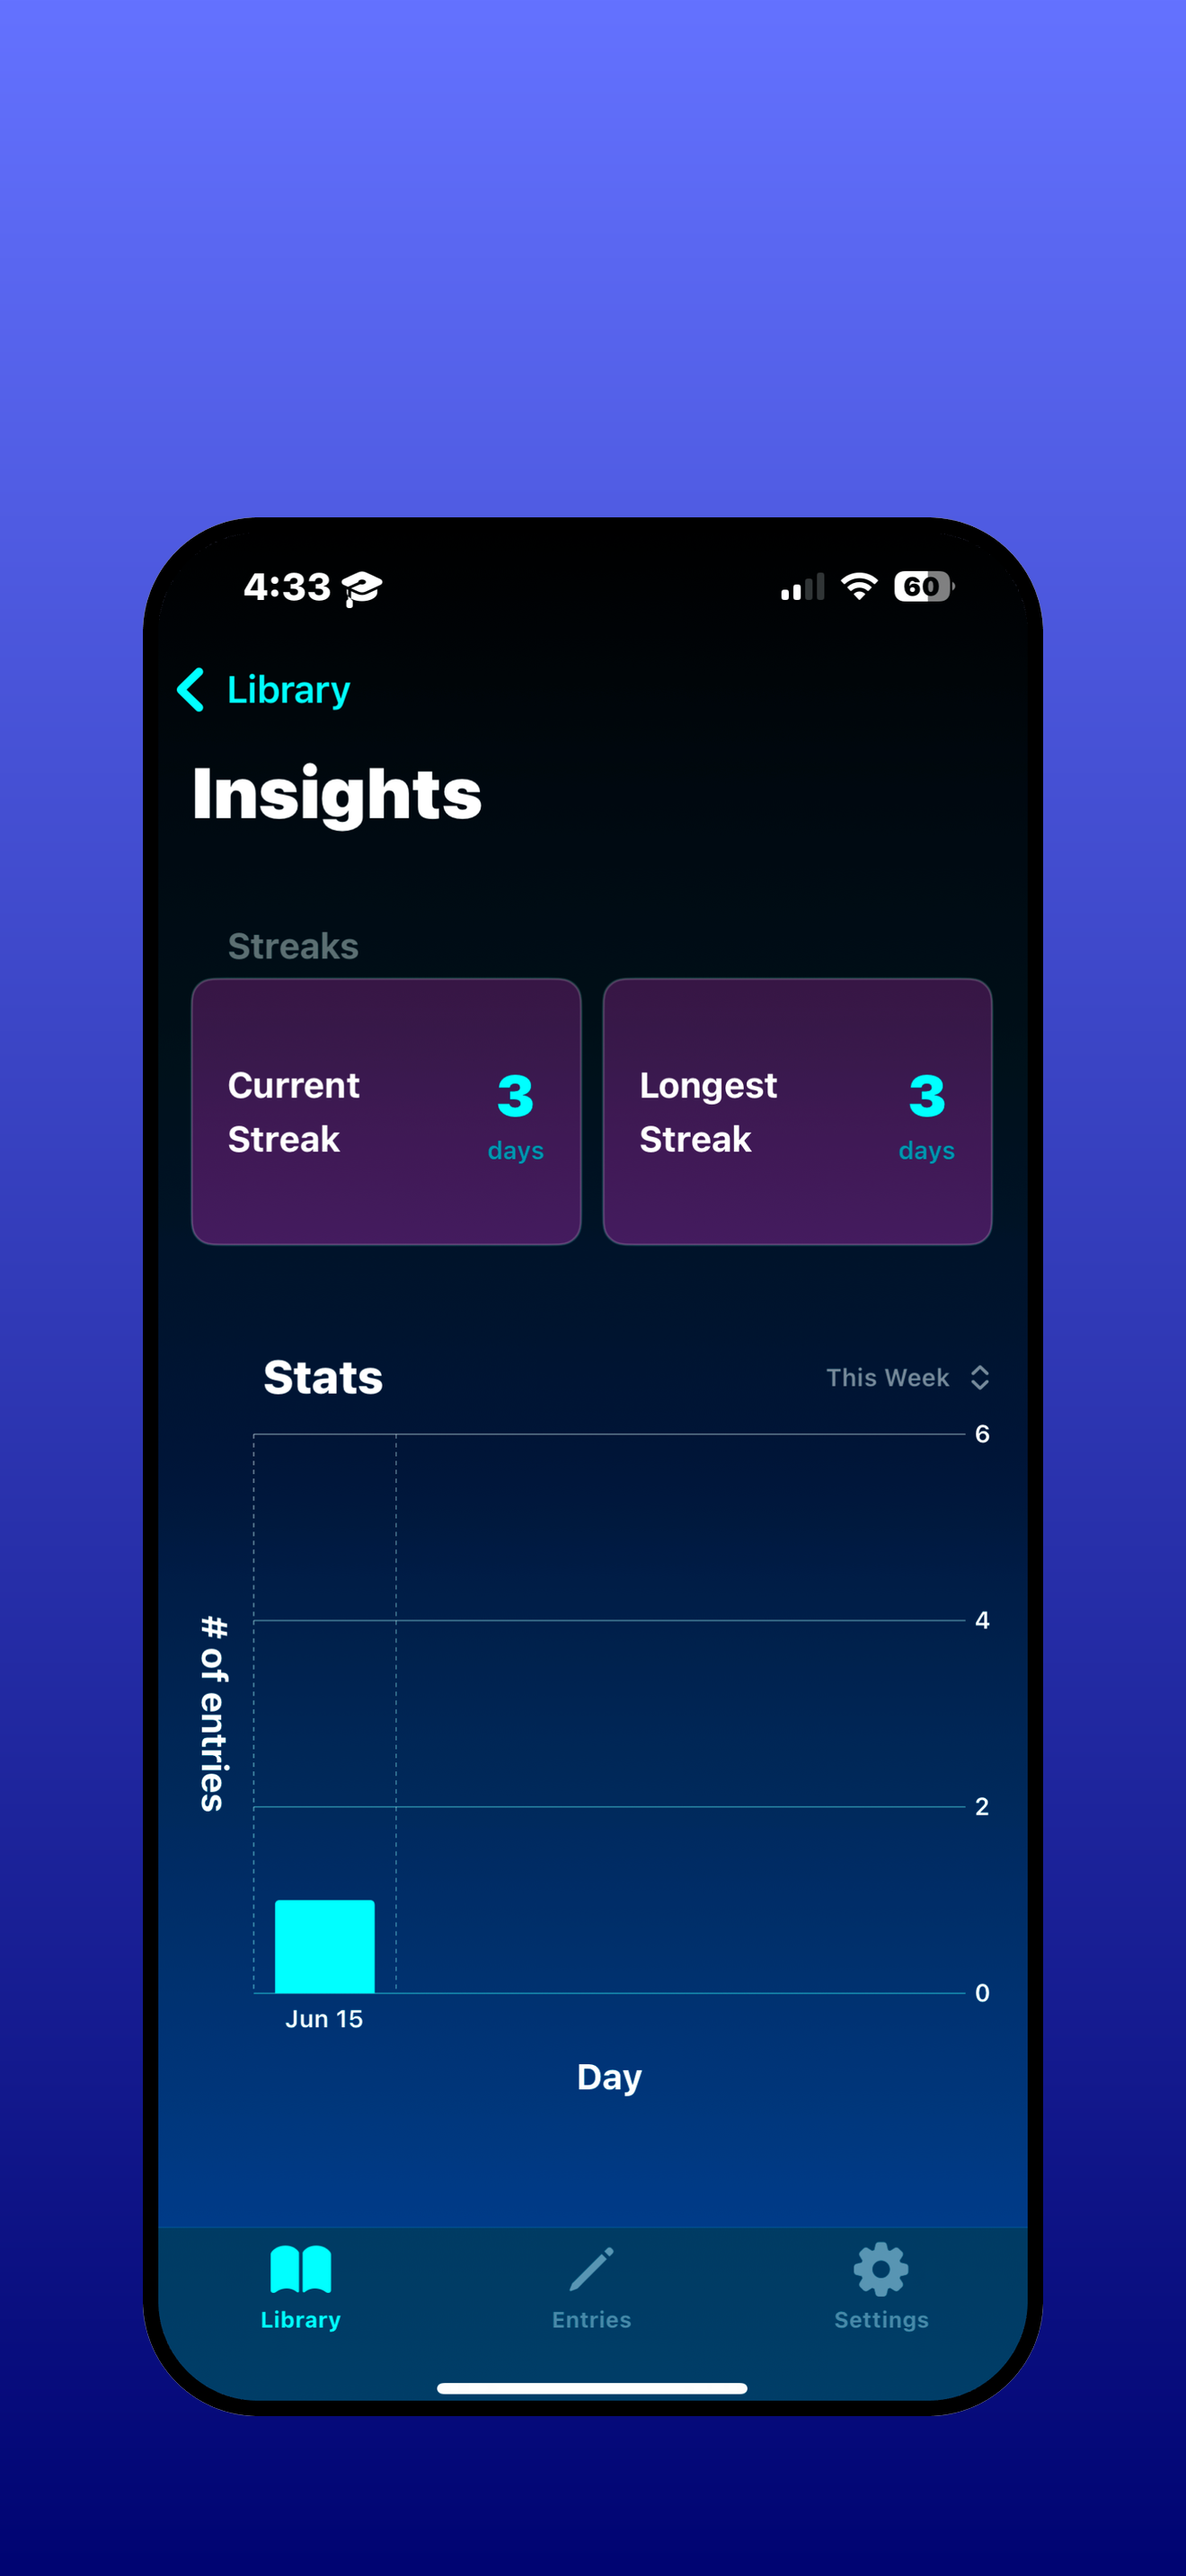 4:33
60
Library
Insights
Streaks
Current
Streak
3
days
Longest
Streak
3
days
Stats
This Week
6
4
2
0
# of entries
Jun 15
Day
Library
Entries
Settings